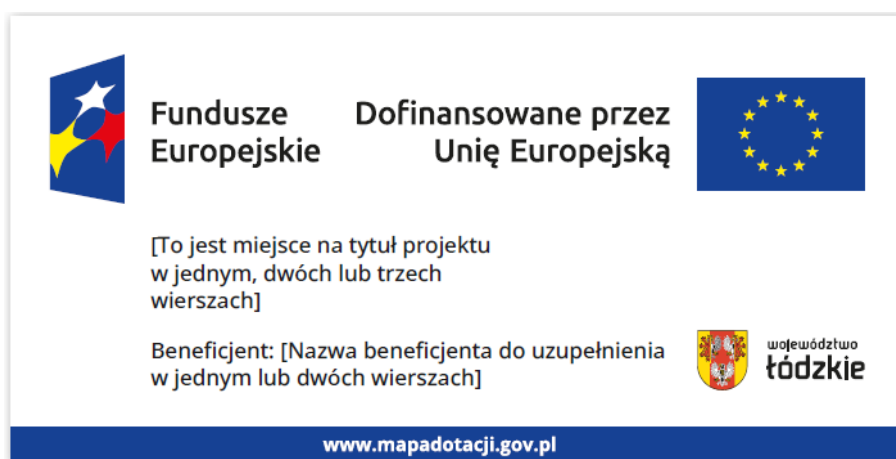 Fundusze
Europejskie
Dofinansowane przez
Unię Europejską
[To jest miejsce na tytuł projektu
w jednym, dwóch lub trzech
wierszach]
Beneficjent: [Nazwa beneficjenta do uzupełnienia
w jednym lub dwóch wierszach]
województwo
łódzkie
www.mapadotacji.gov.pl